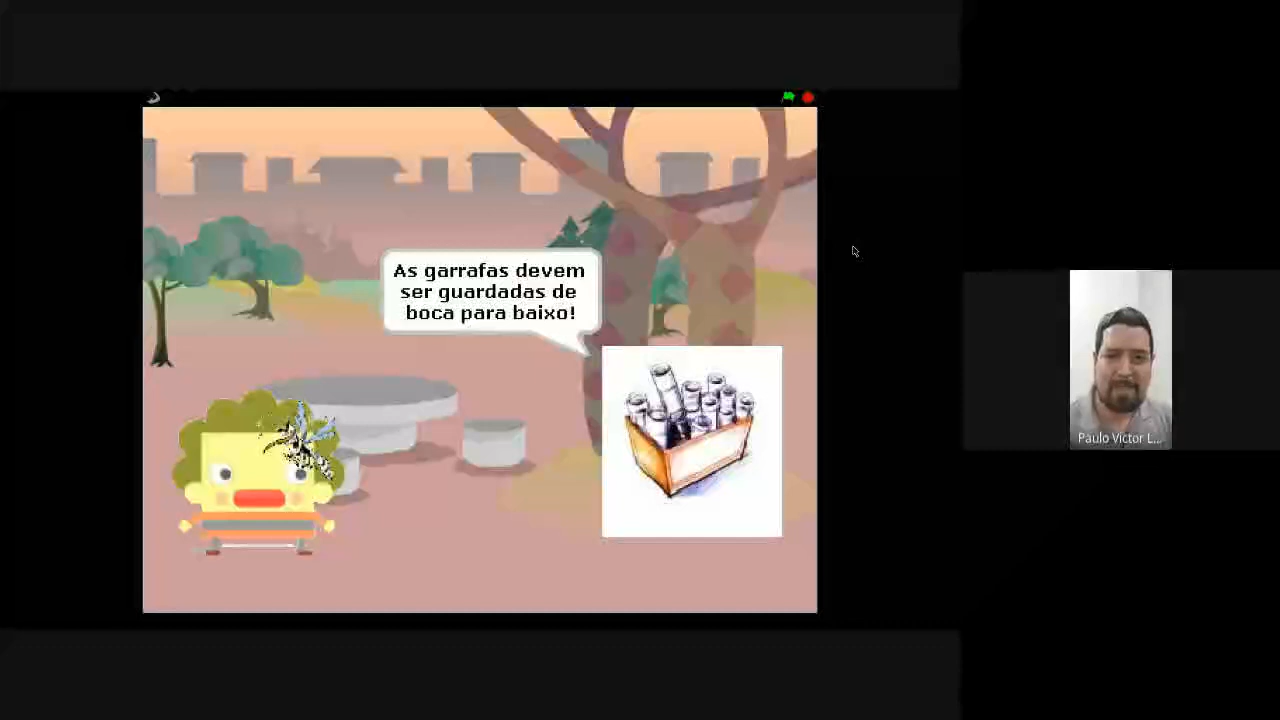 As garrafas devem
ser guardadas de
boca para baixo!
Paulo Victor L...